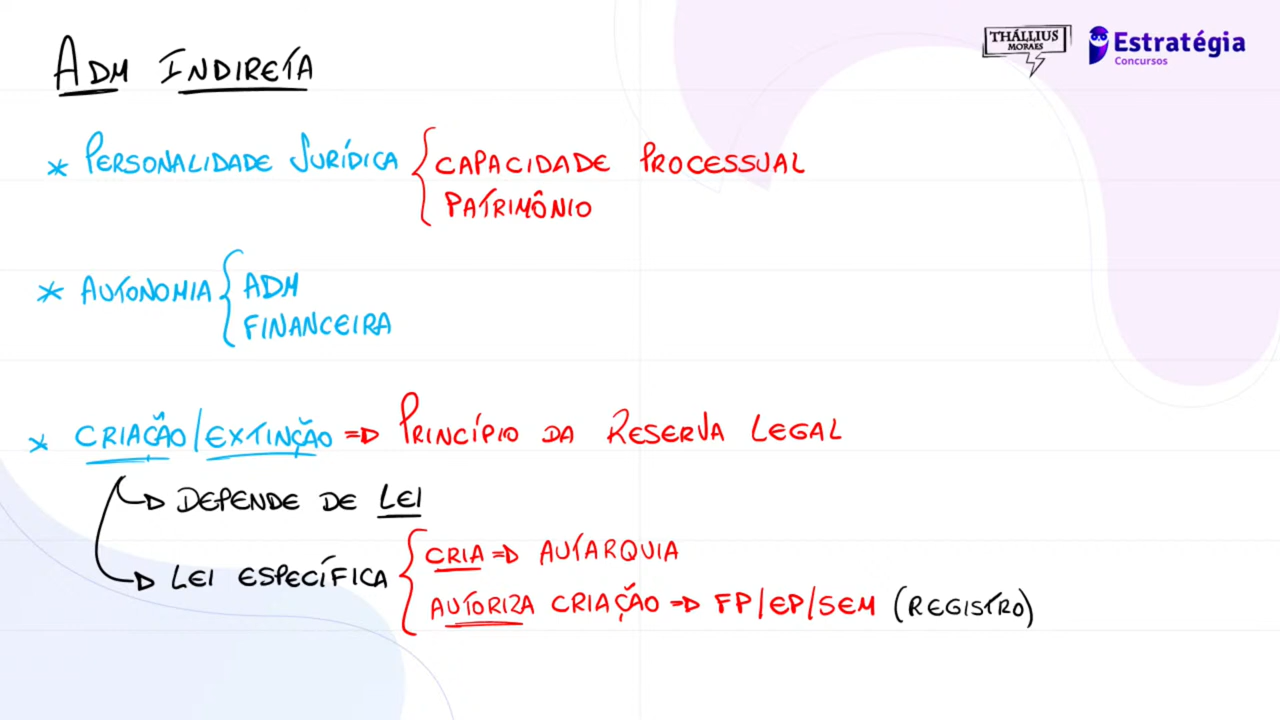 THÁLLIUS
MORAES
Estratégia
Concursos
ADM INDIRETA
* PERSONALIDADE JURÍDICA { CAPACIDADE PROCESSUAL
PATRIMÔNIO
* AUTONOMIA { ADM
FINANCEIRA
* CRIAÇÃO/EXTINÇÃO => PRINCÍPIO DA RESERVA LEGAL
DEPENDE DE LEI
LEI ESPECÍFICA { CRIA => AUTARQUIA
AUTORIZA CRIAÇÃO => FP/EP/SEM (REGISTRO)